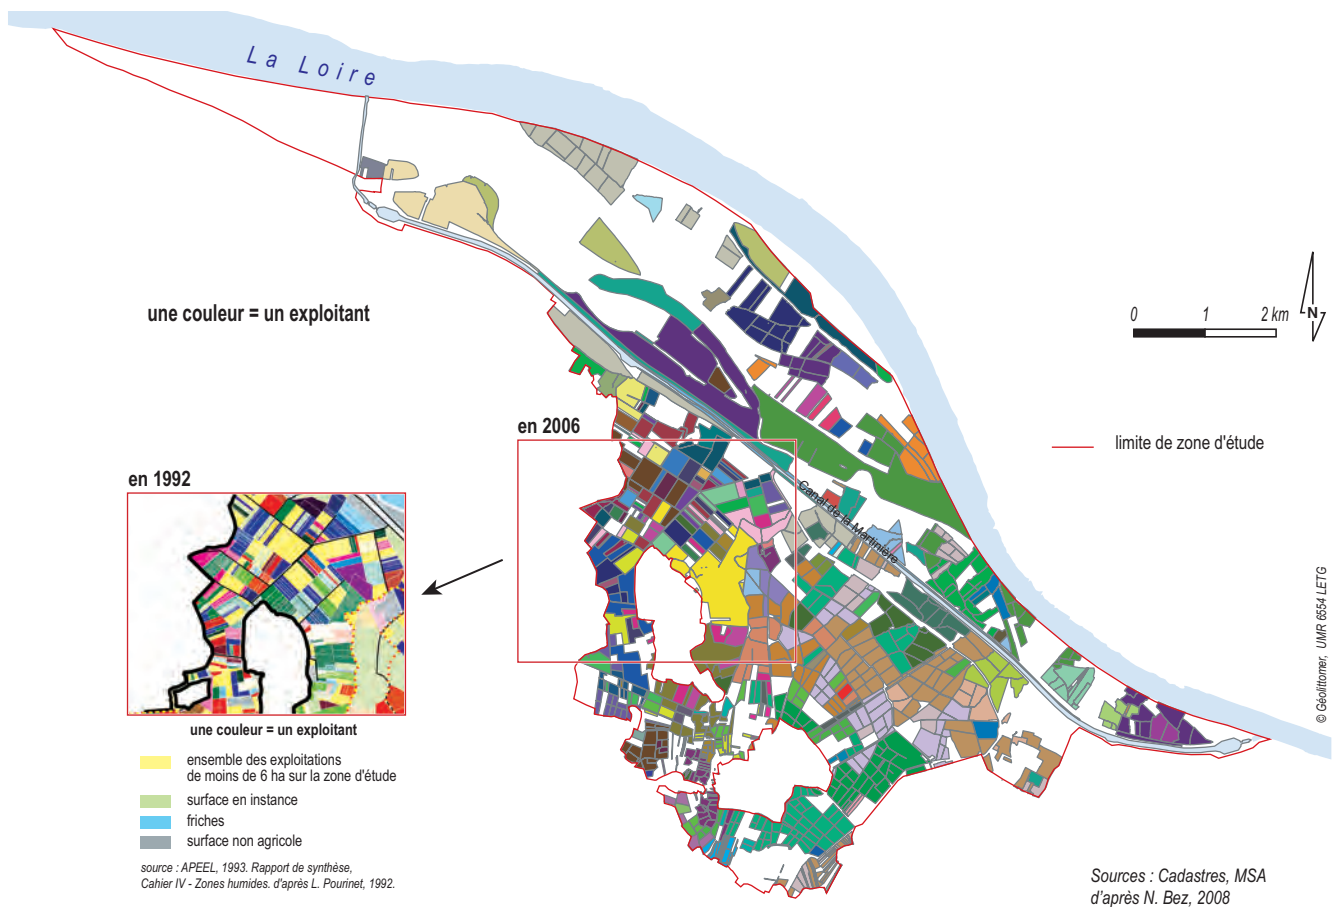 La Loire
une couleur = un exploitant
0 1 2 km
N
en 2006
limite de zone d'étude
en 1992
Canal de la Martinière
une couleur = un exploitant
ensemble des exploitations
de moins de 6 ha sur la zone d'étude
surface en instance
friches
surface non agricole
source : APEEL, 1993. Rapport de synthèse,
Cahier IV - Zones humides. d'après L. Pourinet, 1992.
© Géolittomer, UMR 6554 LETG
Sources : Cadastres, MSA
d'après N. Bez, 2008